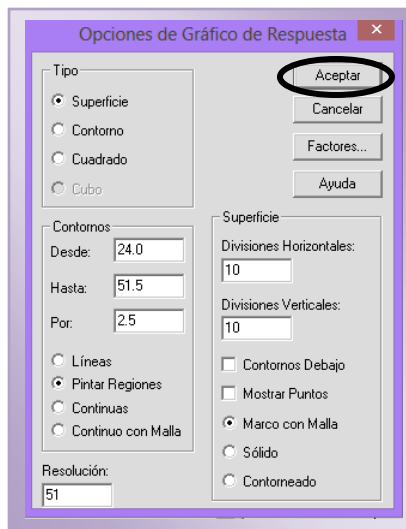 Opciones de Gráfico de Respuesta
Tipo
Superficie
Contorno
Cuadrado
Cubo
Aceptar
Cancelar
Factores...
Ayuda
Contornos
Desde: 24.0
Hasta: 51.5
Por: 2.5
Líneas
Pintar Regiones
Continuas
Continuo con Malla
Resolución:
51
Superficie
Divisiones Horizontales:
10
Divisiones Verticales:
10
Contornos Debajo
Mostrar Puntos
Marco con Malla
Sólido
Contorneado